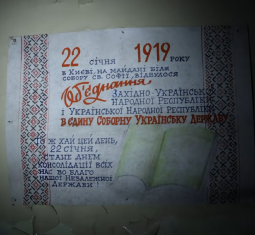 22 січня 1919 року
в Києві, на майдані біля
собору св. Софії, відбулося
Об'єднання
Західно-Української
Народної Республіки
і Української Народної Республіки
в єдину Соборну Українську Державу
хай цей день,
22 січня,
стане днем
консолідації всіх
нас во благо
нашої Незалежної
Держави!